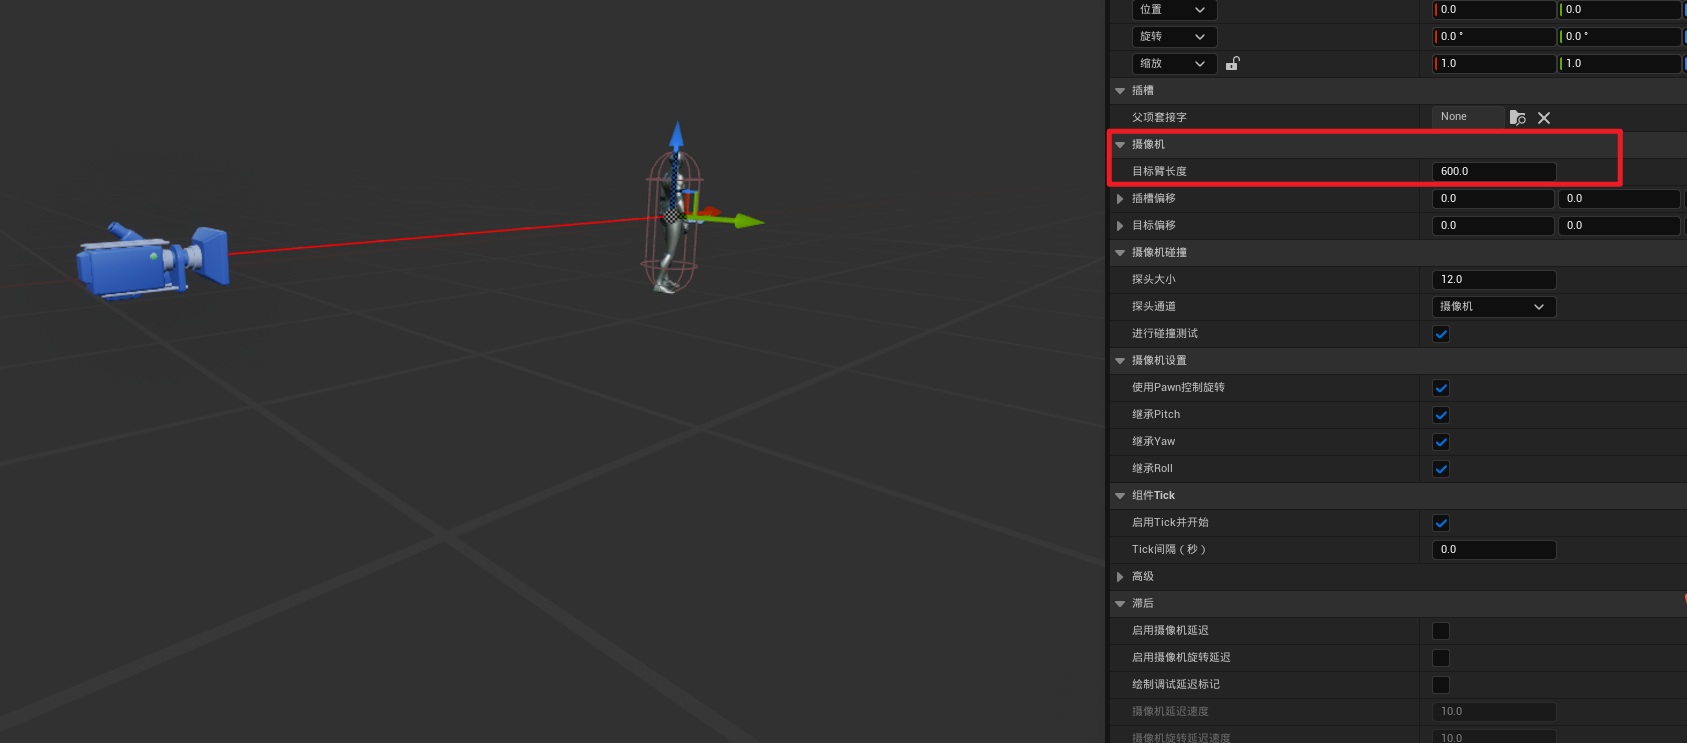 位置 0.0 0.0
旋转 0.0 ° 0.0 °
缩放 1.0 1.0
插槽
父项套接字 None
摄像机
目标臂长度 600.0
插槽偏移 0.0 0.0
目标偏移 0.0 0.0
摄像机碰撞
探头大小 12.0
探头通道 摄像机
进行碰撞测试
摄像机设置
使用Pawn控制旋转
继承Pitch
继承Yaw
继承Roll
组件Tick
启用Tick并开始
Tick间隔（秒） 0.0
高级
滞后
启用摄像机延迟
启用摄像机旋转延迟
绘制调试延迟标记
摄像机延迟速度 10.0
摄像机旋转延迟速度 10.0